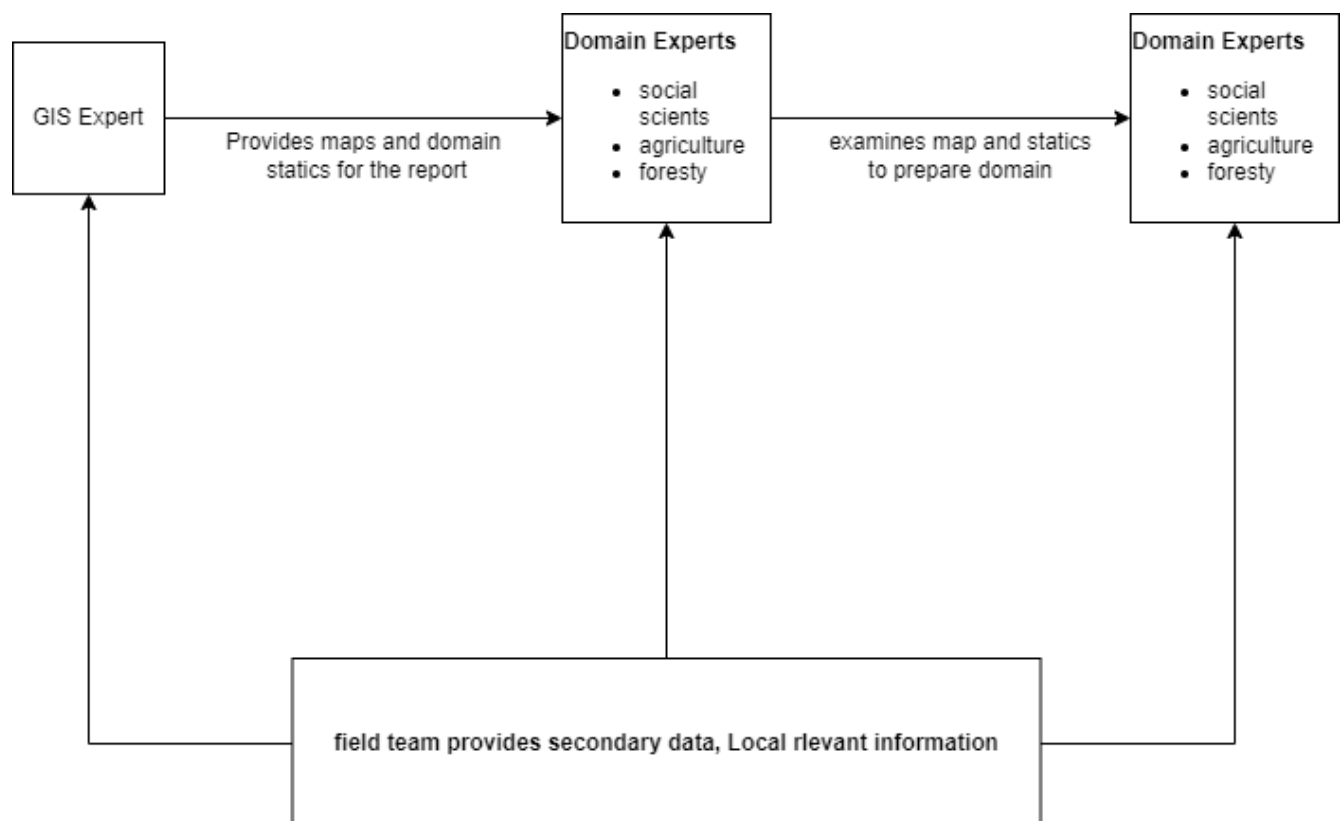 GIS Expert
Provides maps and domain
statics for the report
Domain Experts
• social
scients
• agriculture
• foresty
examines map and statics
to prepare domain
Domain Experts
• social
scients
• agriculture
• foresty
field team provides secondary data, Local rlevant information